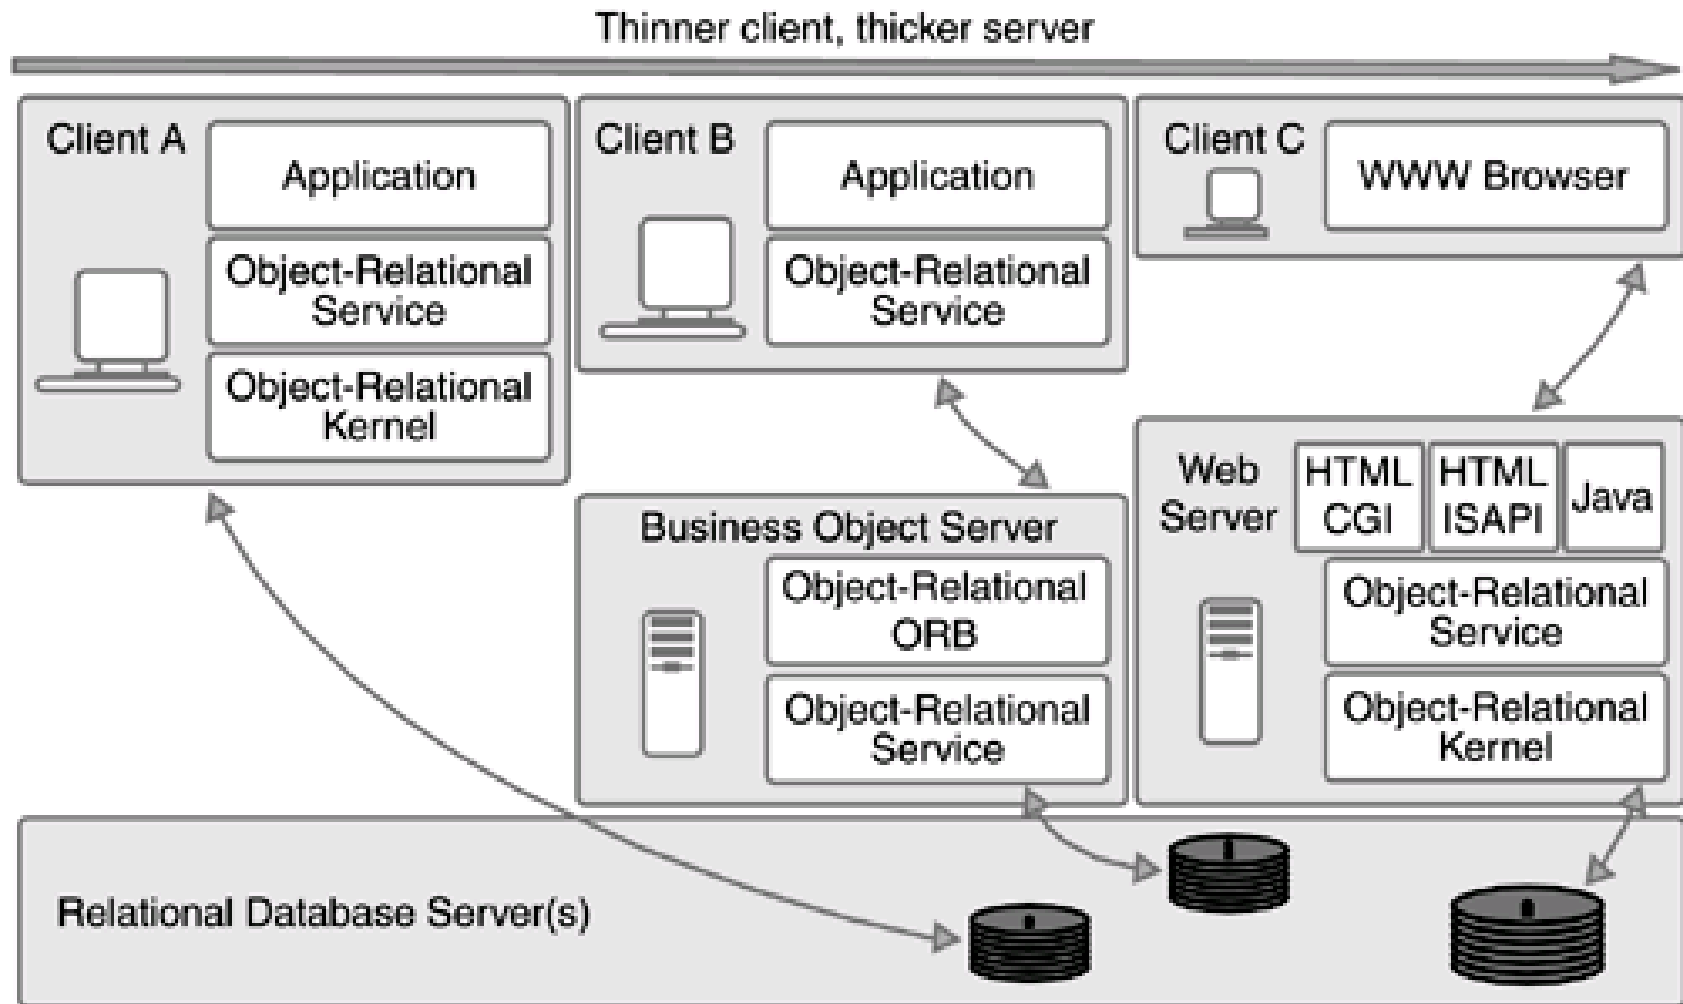 Thinner client, thicker server
Client A
Application
Object-Relational
Service
Object-Relational
Kernel
Client B
Application
Object-Relational
Service
Client C
WWW Browser
Business Object Server
Object-Relational
ORB
Object-Relational
Service
Web
Server
HTML
CGI
HTML
ISAPI
Java
Object-Relational
Service
Object-Relational
Kernel
Relational Database Server(s)